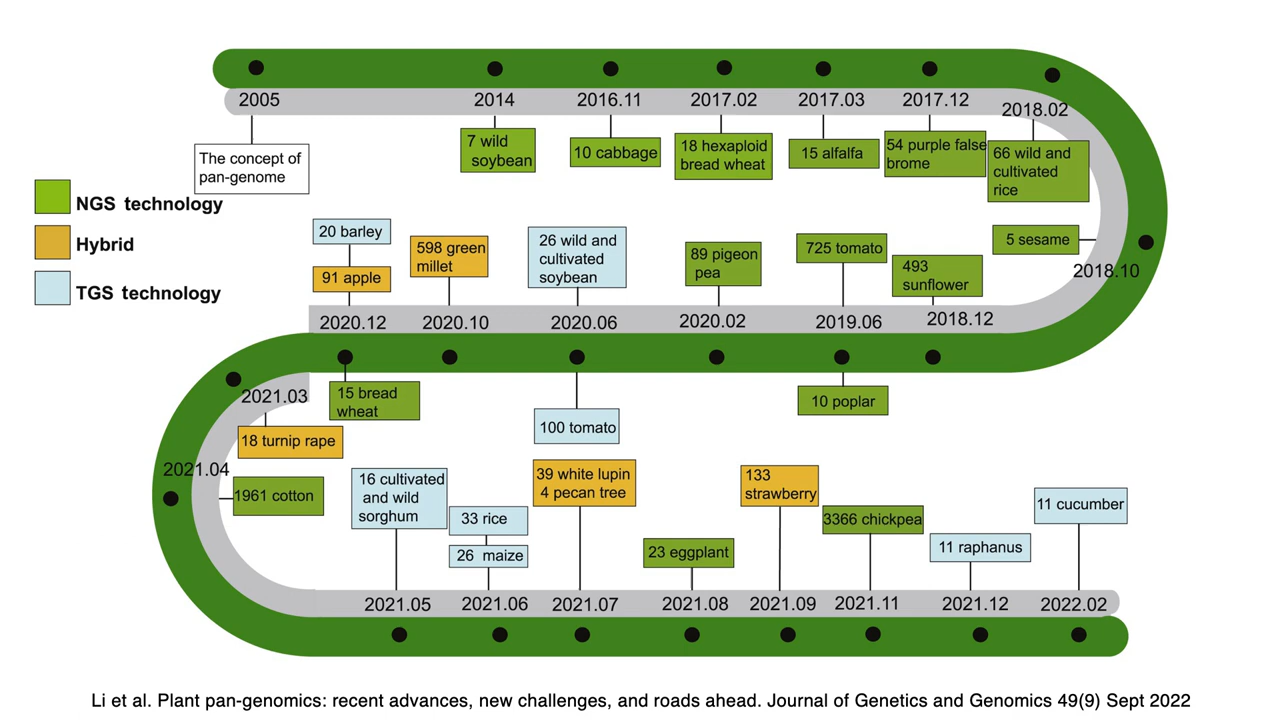 2005
2014
2016.11
2017.02
2017.03
2017.12
2018.02
The concept of
pan-genome
7 wild
soybean
10 cabbage
18 hexaploid
bread wheat
15 alfalfa
54 purple false
brome
66 wild and
cultivated
rice
NGS technology
Hybrid
TGS technology
5 sesame
2018.10
20 barley
91 apple
598 green
millet
26 wild and
cultivated
soybean
89 pigeon
pea
725 tomato
493
sunflower
2020.12
2020.10
2020.06
2020.02
2019.06
2018.12
2021.03
15 bread
wheat
100 tomato
10 poplar
18 turnip rape
2021.04
1961 cotton
16 cultivated
and wild
sorghum
33 rice
26 maize
39 white lupin
4 pecan tree
23 eggplant
133
strawberry
3366 chickpea
11 raphanus
11 cucumber
2021.05
2021.06
2021.07
2021.08
2021.09
2021.11
2021.12
2022.02
Li et al. Plant pan-genomics: recent advances, new challenges, and roads ahead. Journal of Genetics and Genomics 49(9) Sept 2022